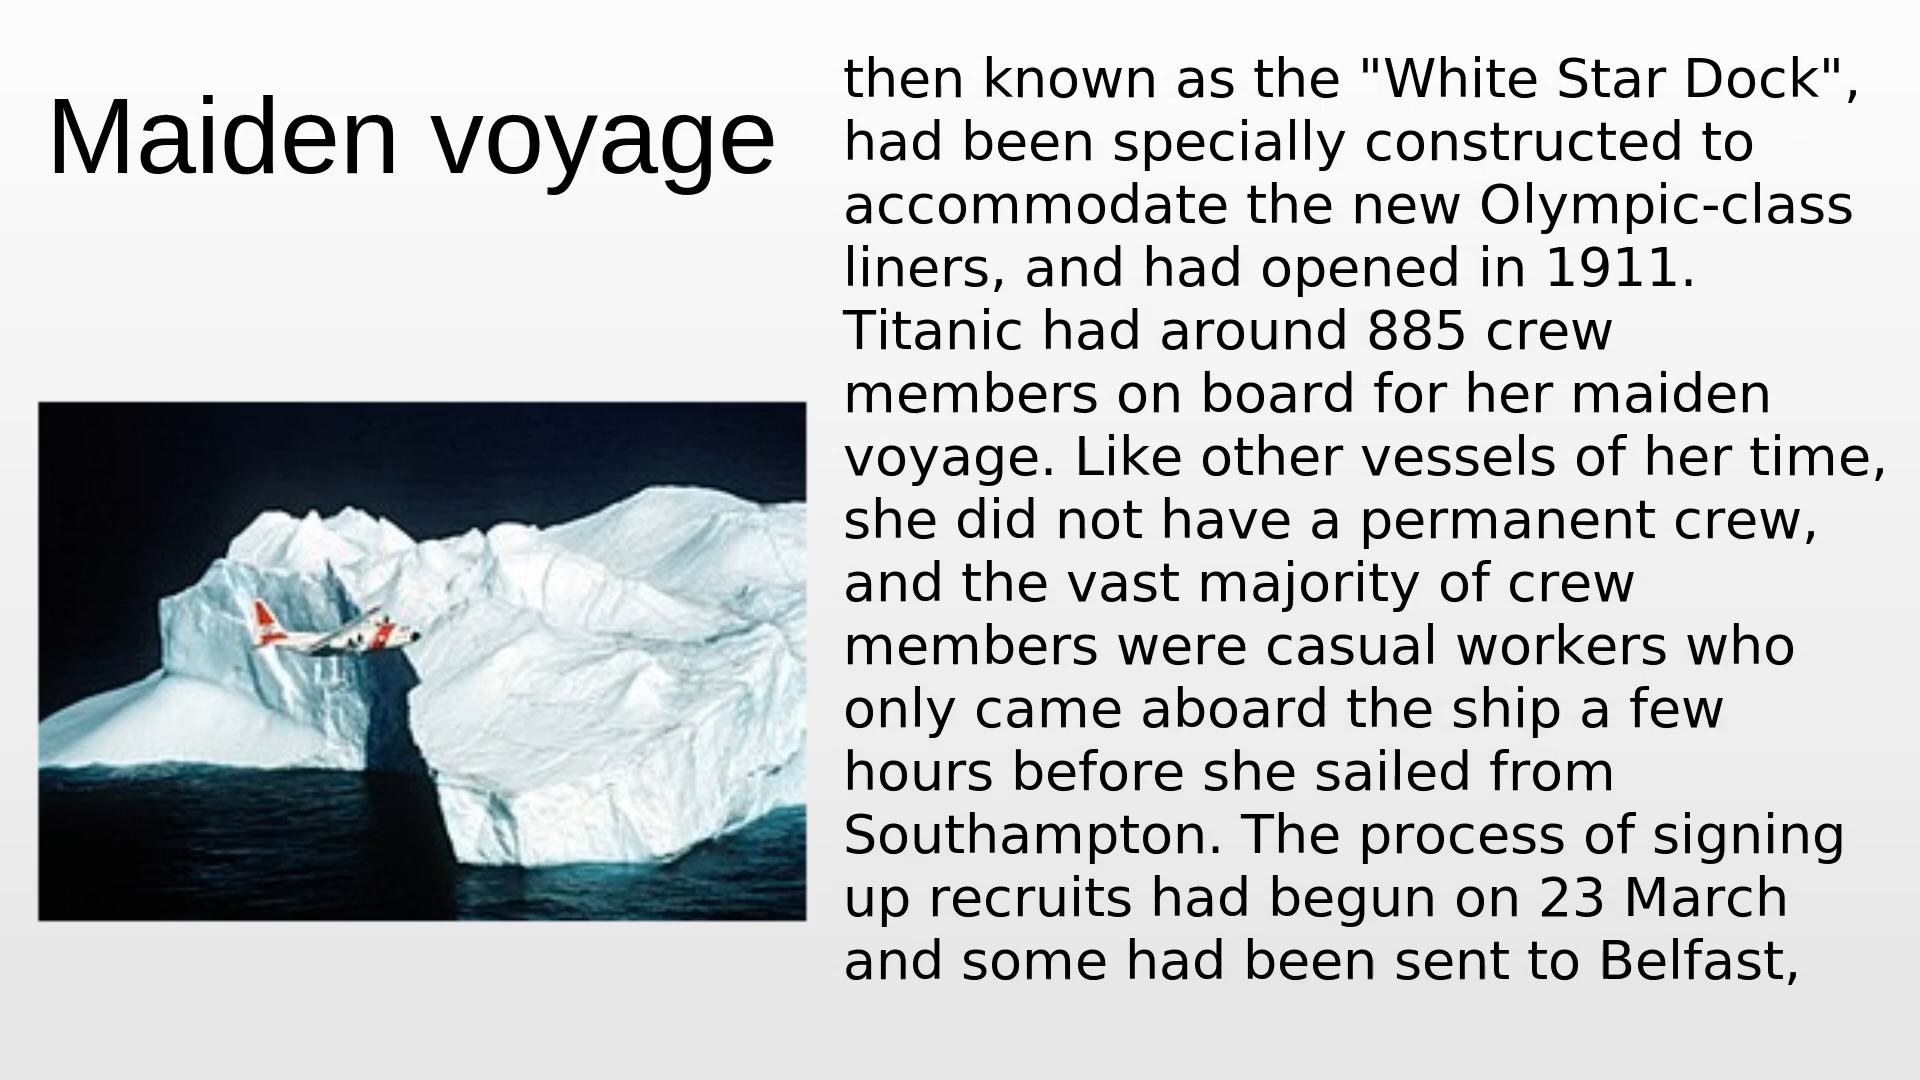 Maiden voyage
then known as the "White Star Dock",
had been specially constructed to
accommodate the new Olympic-class
liners, and had opened in 1911.
Titanic had around 885 crew
members on board for her maiden
voyage. Like other vessels of her time,
she did not have a permanent crew,
and the vast majority of crew
members were casual workers who
only came aboard the ship a few
hours before she sailed from
Southampton. The process of signing
up recruits had begun on 23 March
and some had been sent to Belfast,